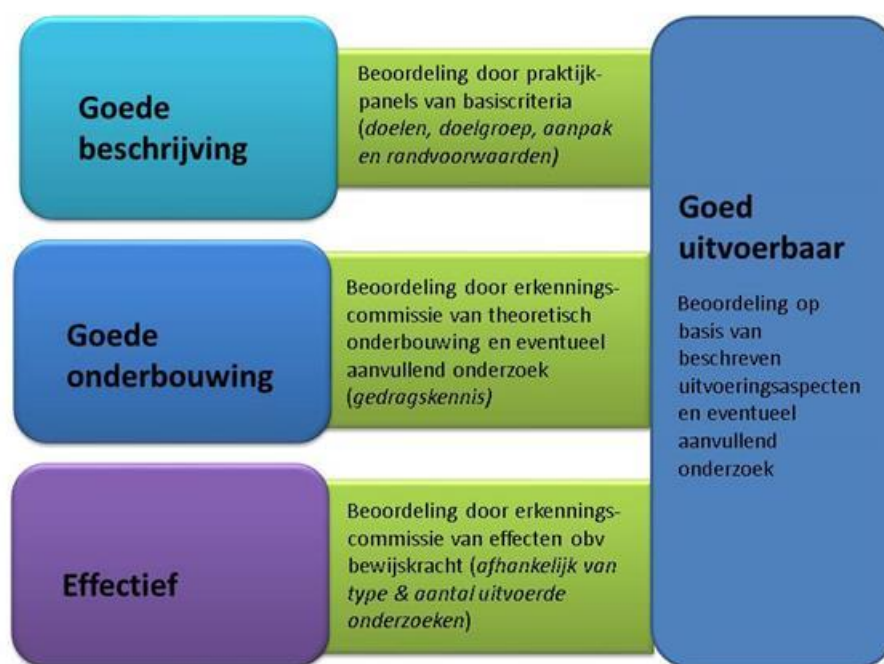 Goede
beschrijving
Beoordeling door praktijk-
panels van basiscriteria
(doelen, doelgroep, aanpak
en randvoorwaarden)
Goede
onderbouwing
Beoordeling door erkennings-
commissie van theoretisch
onderbouwing en eventueel
aanvullend onderzoek
(gedragskennis)
Effectief
Beoordeling door erkennings-
commissie van effecten obv
bewijskracht (afhankelijk van
type & aantal uitvoerde
onderzoeken)
Goed
uitvoerbaar
Beoordeling op
basis van
beschreven
uitvoeringsaspecten
en eventueel
aanvullend
onderzoek